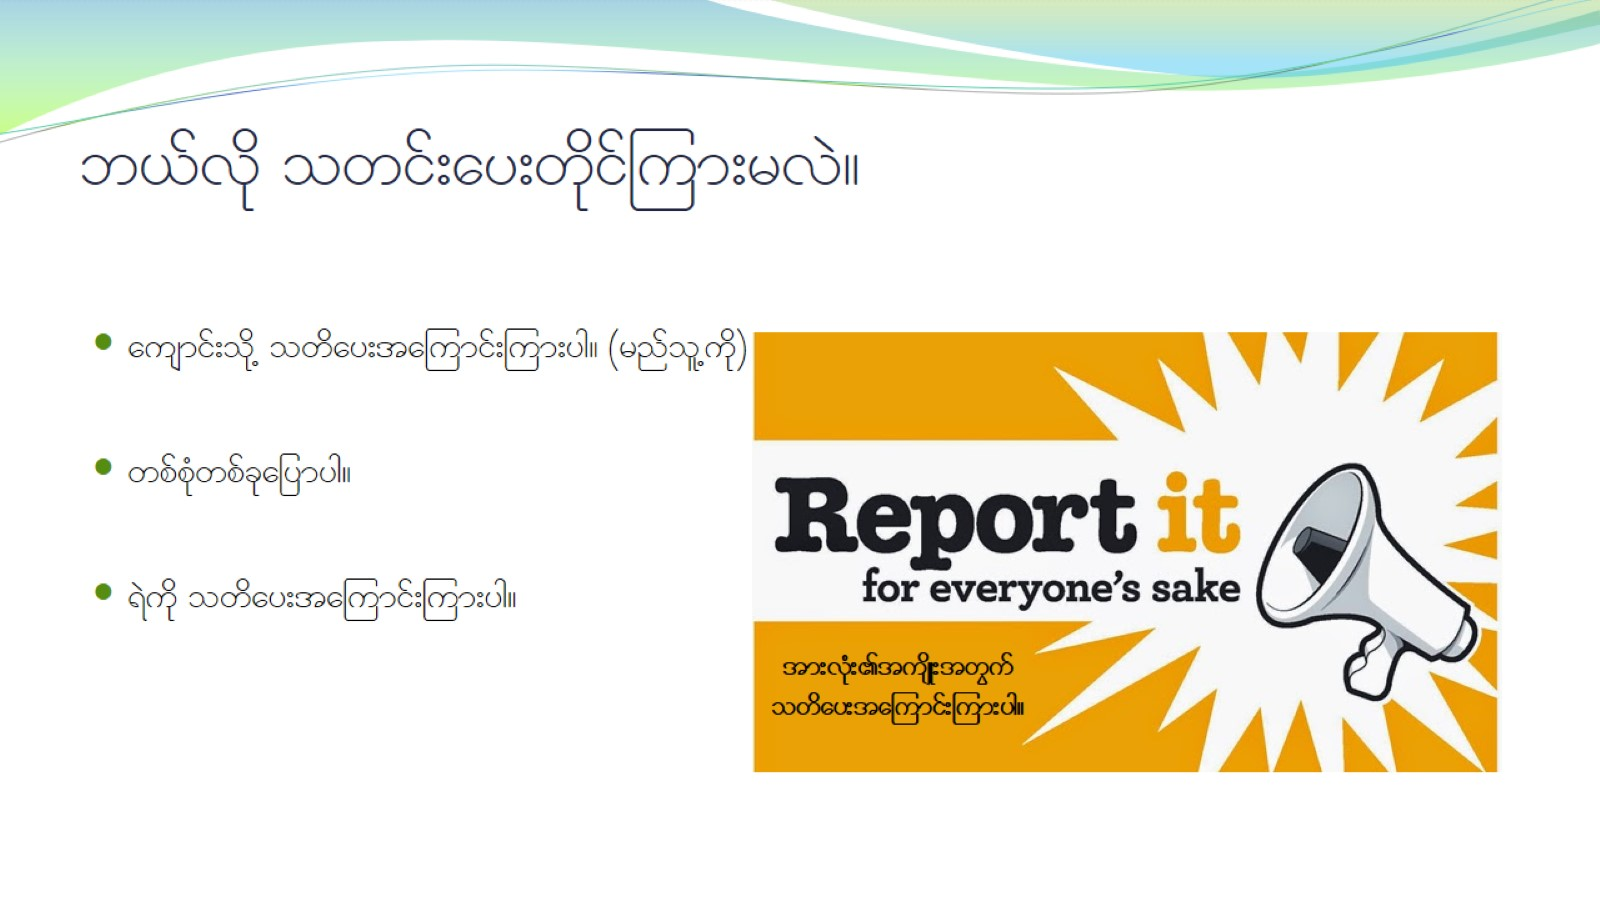 ဘယ်လို သတင်းပေးတိုင်ကြားမလဲ။
ကျောင်းသို့ သတိပေးအကြောင်းကြားပါ။ (မည်သူ့ကို)
တစ်စုံတစ်ခုပြောပါ။
ရဲကို သတိပေးအကြောင်းကြားပါ။
Report it
for everyone's sake
အားလုံး၏အကျိုးအတွက်
သတိပေးအကြောင်းကြားပါ။